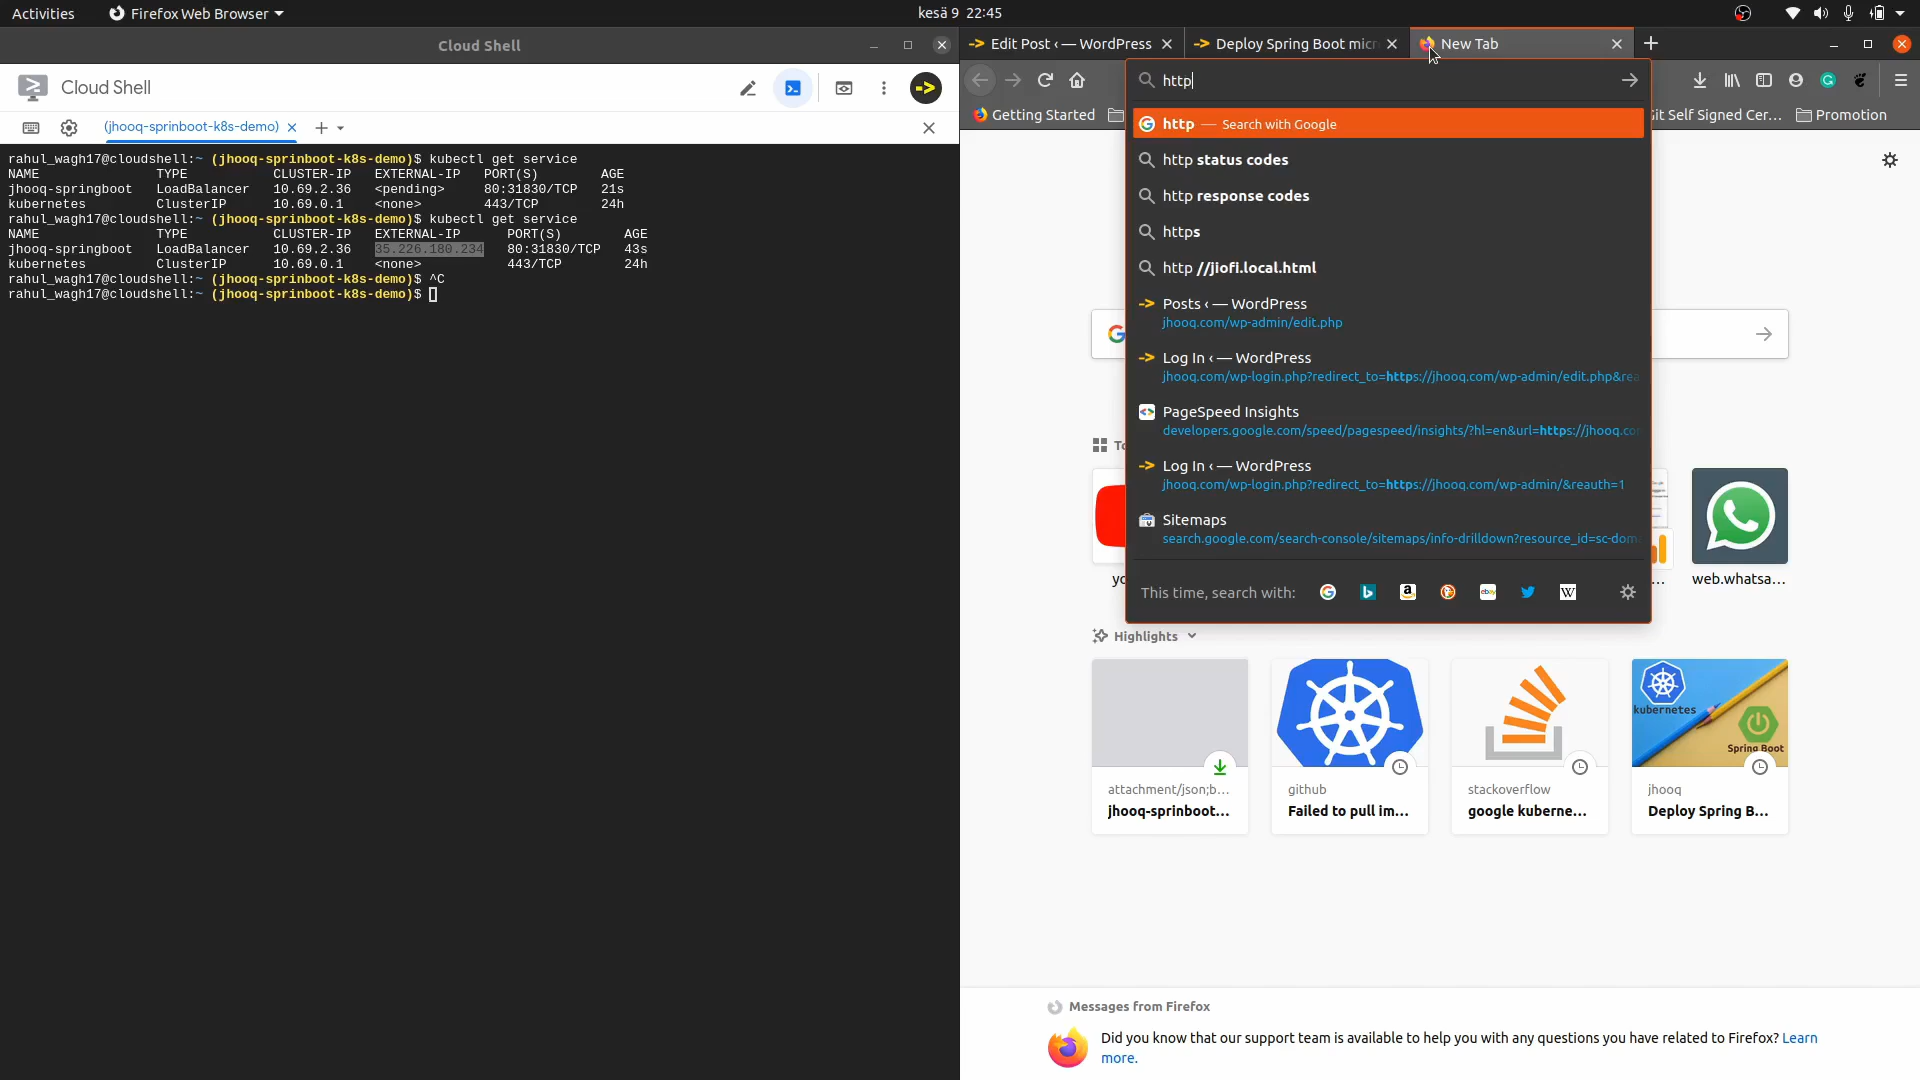 Activities
Firefox Web Browser
kesä 9 22:45
Cloud Shell
Cloud Shell
(jhooq-sprinboot-k8s-demo)
rahul_wagh17@cloudshell:~ (jhooq-sprinboot-k8s-demo)$ kubectl get service
NAME TYPE CLUSTER-IP EXTERNAL-IP PORT(S) AGE
jhooq-springboot LoadBalancer 10.69.2.36 <pending> 80:31830/TCP 21s
kubernetes ClusterIP 10.69.0.1 <none> 443/TCP 24h
rahul_wagh17@cloudshell:~ (jhooq-sprinboot-k8s-demo)$ kubectl get service
NAME TYPE CLUSTER-IP EXTERNAL-IP PORT(S) AGE
jhooq-springboot LoadBalancer 10.69.2.36 35.226.180.234 80:31830/TCP 43s
kubernetes ClusterIP 10.69.0.1 <none> 443/TCP 24h
rahul_wagh17@cloudshell:~ (jhooq-sprinboot-k8s-demo)$ ^C
rahul_wagh17@cloudshell:~ (jhooq-sprinboot-k8s-demo)$
Edit Post ‹ — WordPress
Deploy Spring Boot micr
New Tab
http
Getting Started
it Self Signed Cer...
Promotion
http — Search with Google
http status codes
http response codes
https
http //jiofi.local.html
Posts ‹ — WordPress
jhooq.com/wp-admin/edit.php
Log In ‹ — WordPress
jhooq.com/wp-login.php?redirect_to=https://jhooq.com/wp-admin/edit.php&rea
PageSpeed Insights
developers.google.com/speed/pagespeed/insights/?hl=en&url=https://jhooq.co
Log In ‹ — WordPress
jhooq.com/wp-login.php?redirect_to=https://jhooq.com/wp-admin/&reauth=1
Sitemaps
search.google.com/search-console/sitemaps/info-drilldown?resource_id=sc-dom
This time, search with:
To
yo
...
web.whatsa...
Highlights
attachment/json;b...
jhooq-sprinboot...
github
Failed to pull im...
stackoverflow
google kuberne...
kubernetes
Spring Boot
jhooq
Deploy Spring B...
Messages from Firefox
Did you know that our support team is available to help you with any questions you have related to Firefox? Learn
more.